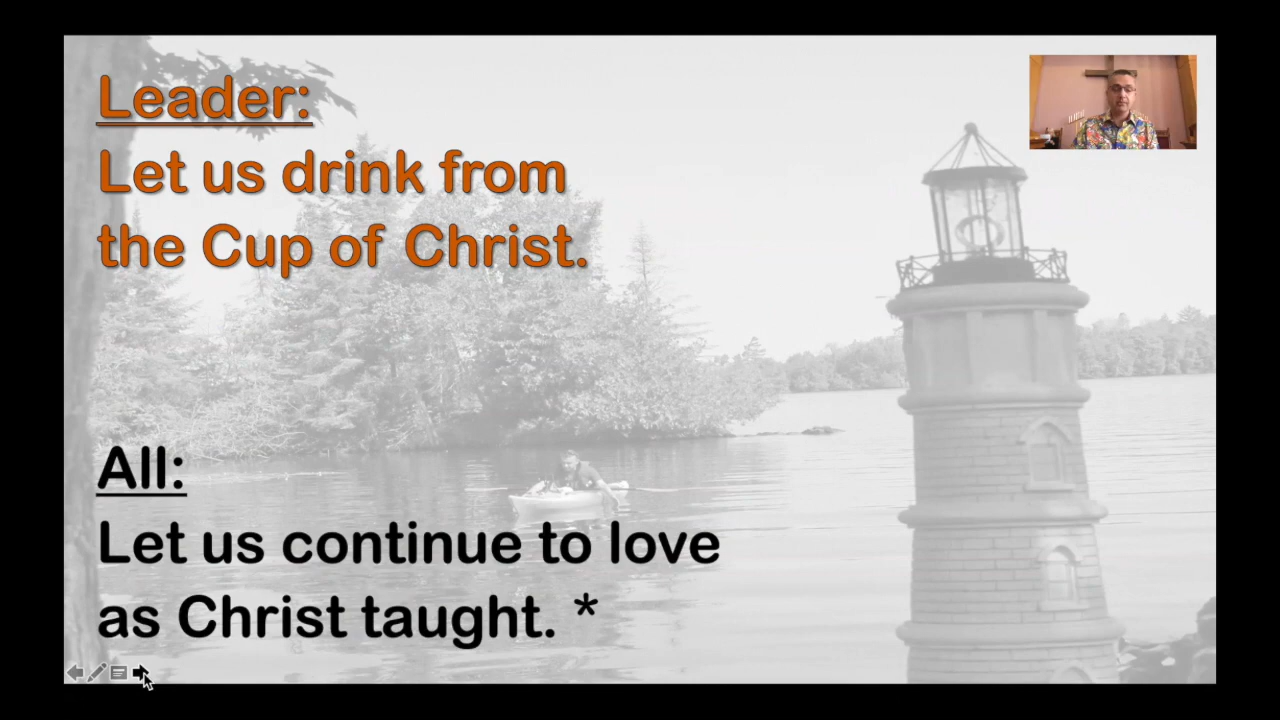 Leader:
Let us drink from
the Cup of Christ.
All:
Let us continue to love
as Christ taught. *